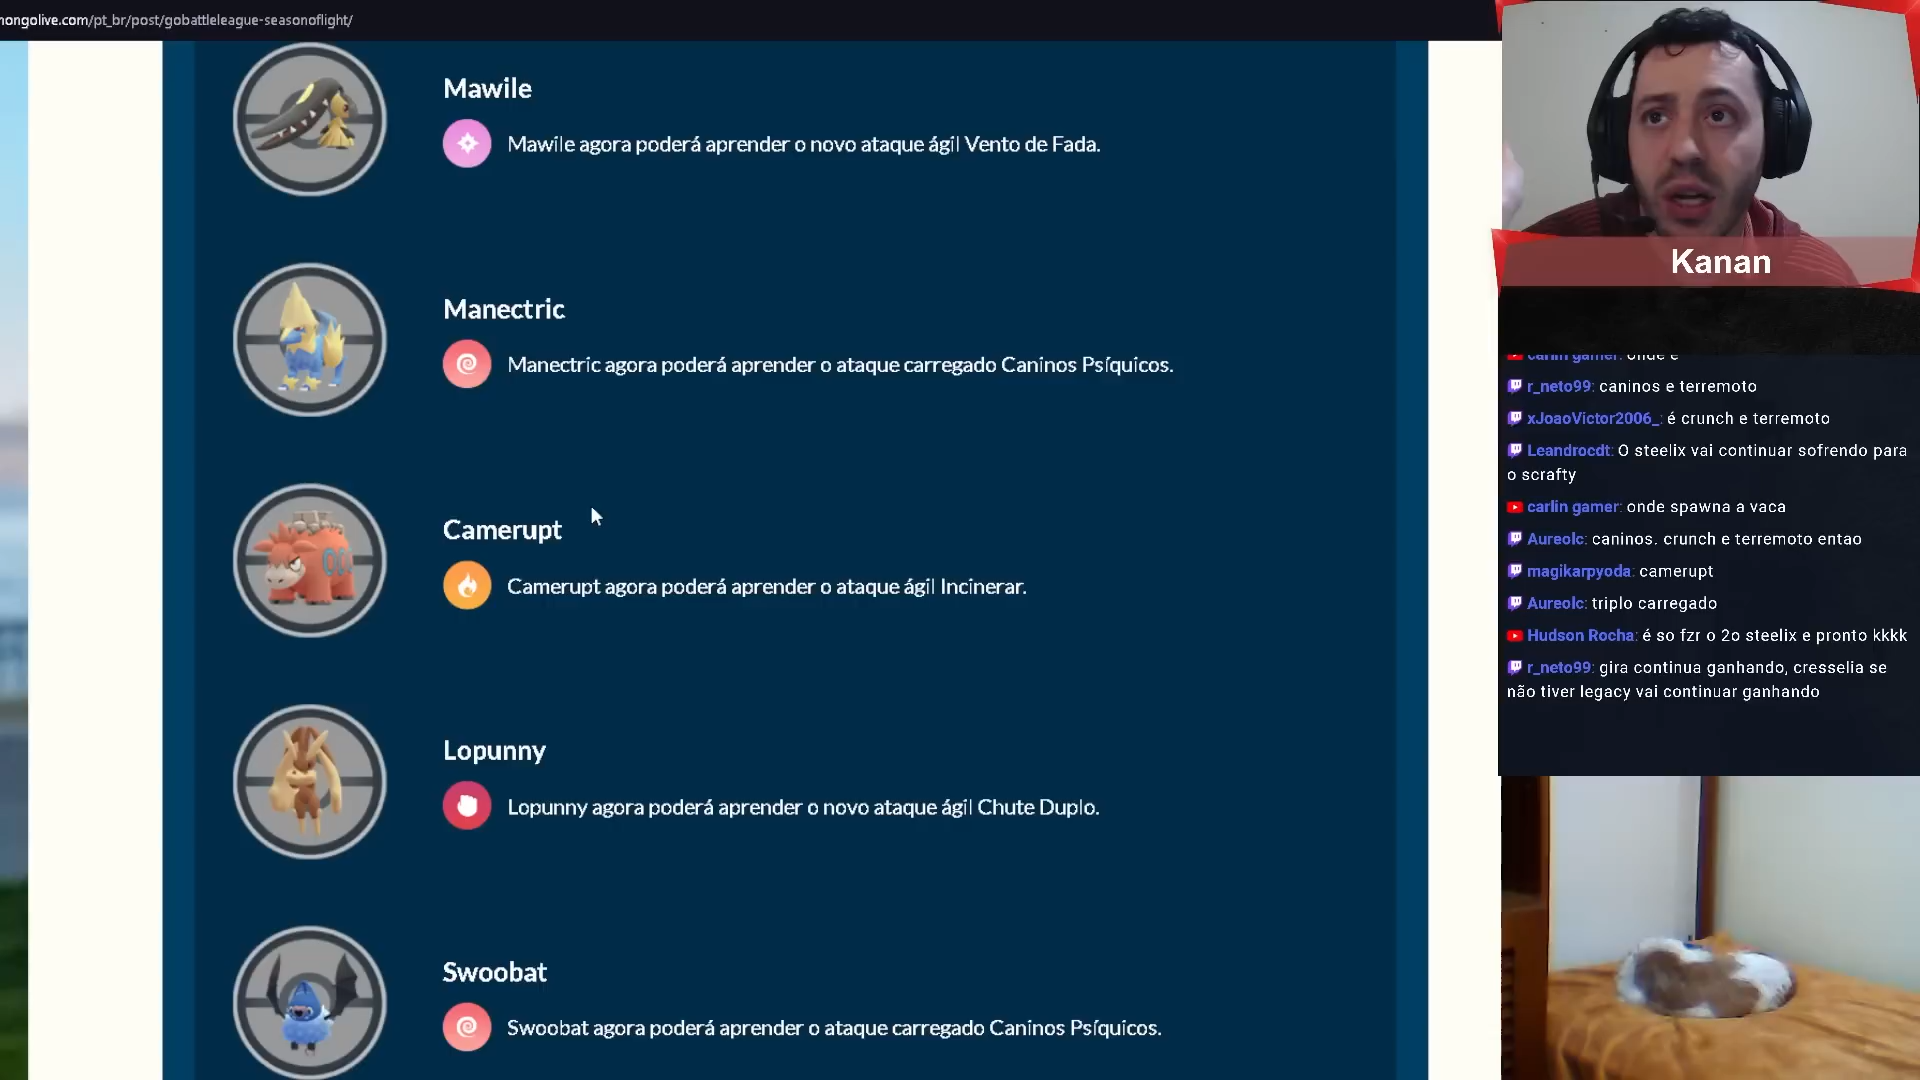 nongolive.com/pt_br/post/gobattleleague-seasonoflight/
Mawile
Mawile agora poderá aprender o novo ataque ágil Vento de Fada.
Manectric
Manectric agora poderá aprender o ataque carregado Caninos Psíquicos.
Camerupt
Camerupt agora poderá aprender o ataque ágil Incinerar.
Lopunny
Lopunny agora poderá aprender o novo ataque ágil Chute Duplo.
Swoobat
Swoobat agora poderá aprender o ataque carregado Caninos Psíquicos.
Kanan
carlin gamer: onde é
r_neto99: caninos e terremoto
xJoaoVictor2006_: é crunch e terremoto
Leandrocdt: O steelix vai continuar sofrendo para
o scrafty
carlin gamer: onde spawna a vaca
Aureolc: caninos. crunch e terremoto entao
magikarpyoda: camerupt
Aureolc: triplo carregado
Hudson Rocha: é so fzr o 2o steelix e pronto kkkk
r_neto99: gira continua ganhando, cresselia se
não tiver legacy vai continuar ganhando